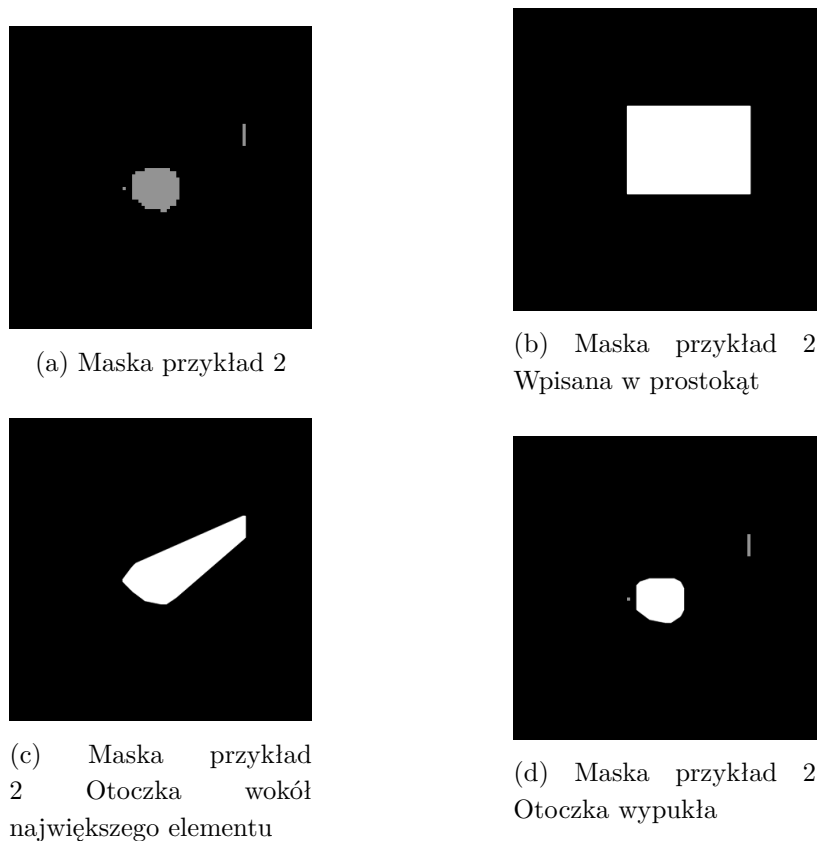 (a) Maska przykład 2
(b) Maska przykład 2
Wpisana w prostokąt
(c) Maska przykład
2 Otoczka wokół
największego elementu
(d) Maska przykład 2
Otoczka wypukła